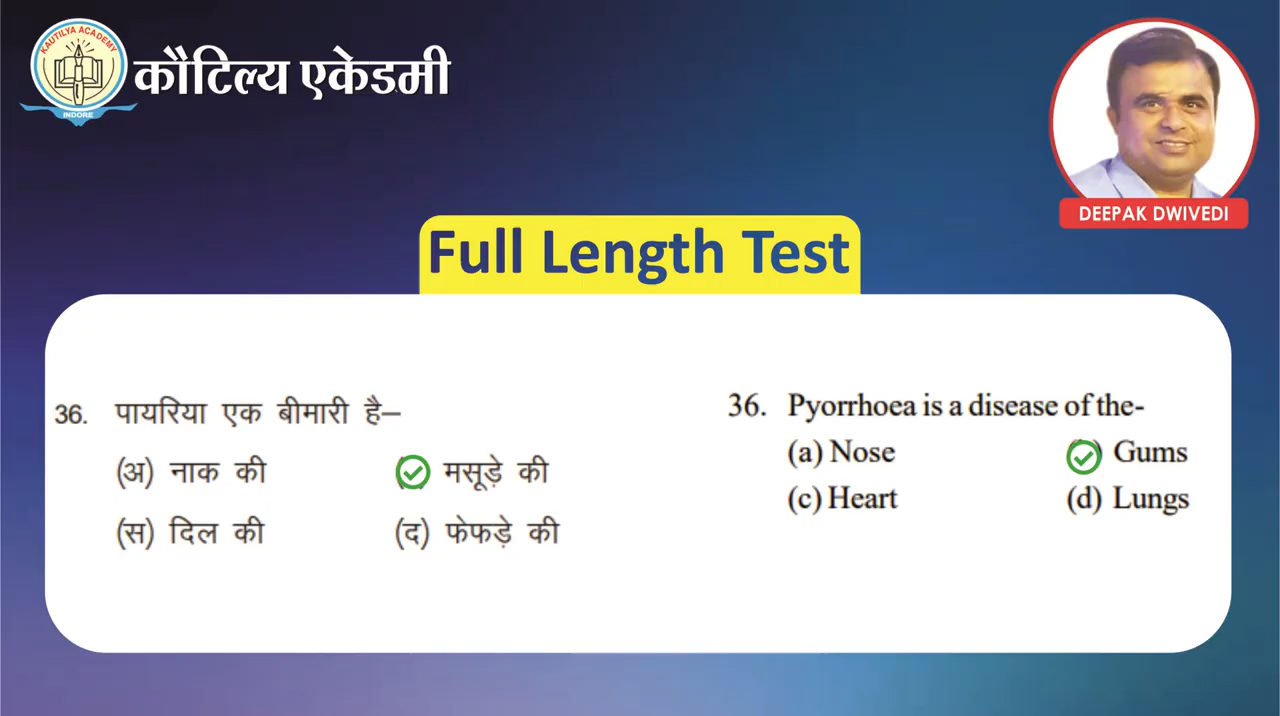 KAUTILYA ACADEMY
INDORE
कौटिल्य एकेडमी
DEEPAK DWIVEDI
Full Length Test
36. पायरिया एक बीमारी है–
(अ) नाक की
मसूड़े की
(स) दिल की
(द) फेफड़े की
36. Pyorrhoea is a disease of the-
(a) Nose
Gums
(c) Heart
(d) Lungs